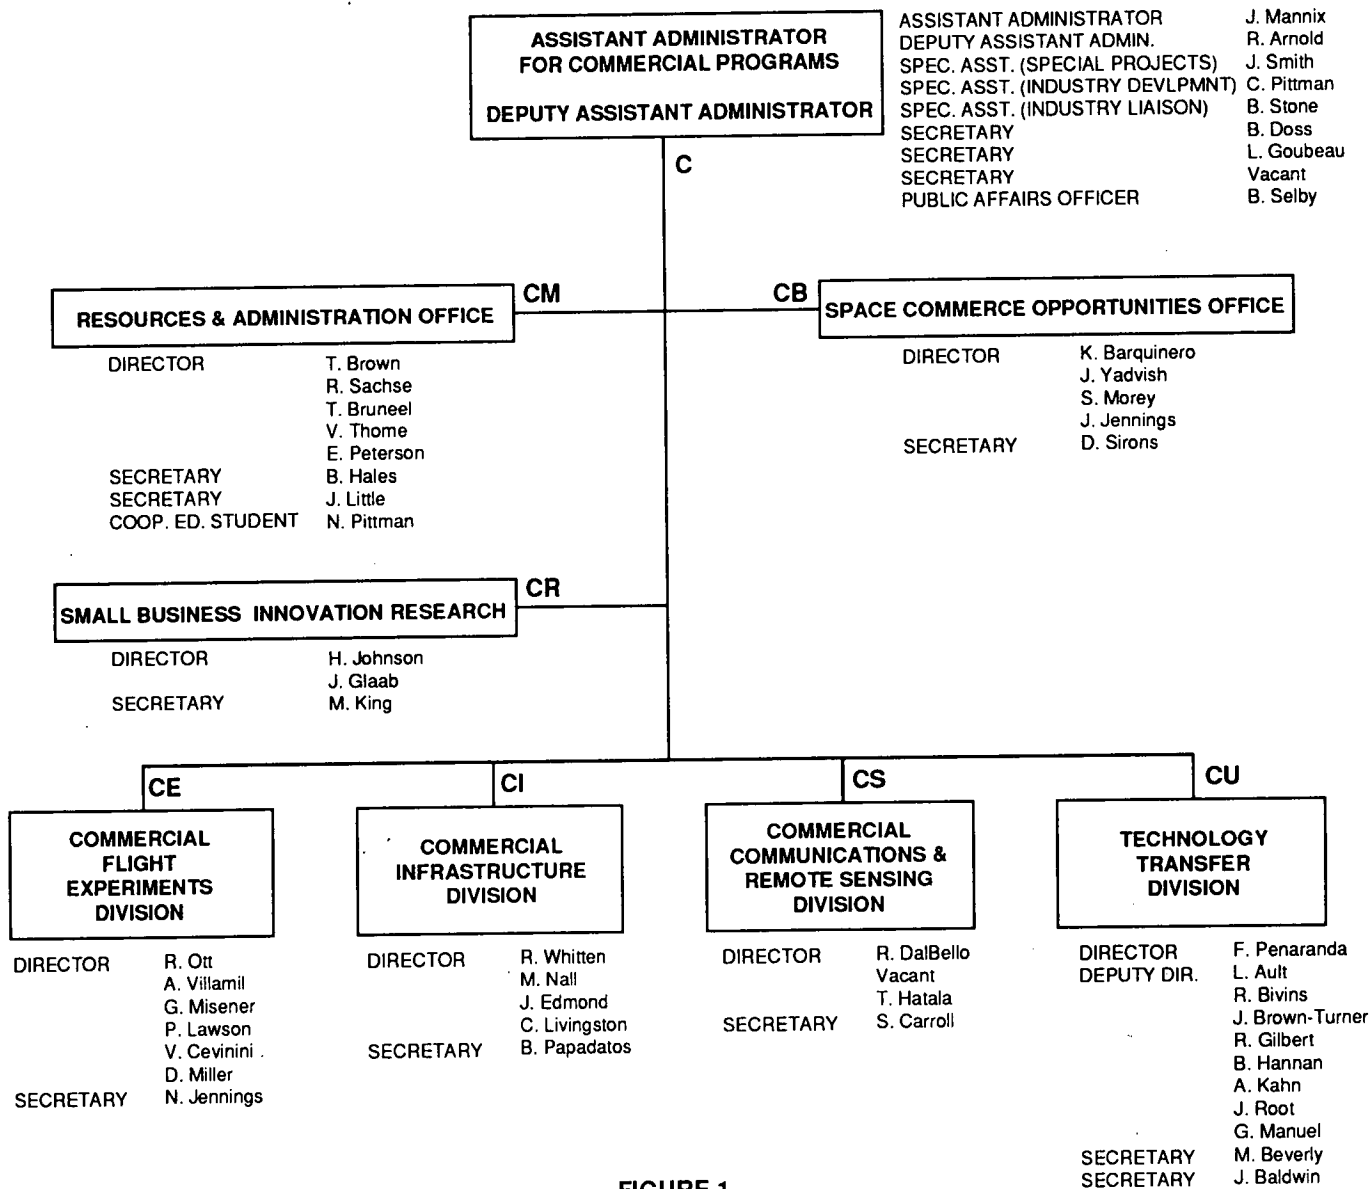 ASSISTANT ADMINISTRATOR
FOR COMMERCIAL PROGRAMS
DEPUTY ASSISTANT ADMINISTRATOR
ASSISTANT ADMINISTRATOR J. Mannix
DEPUTY ASSISTANT ADMIN. R. Arnold
SPEC. ASST. (SPECIAL PROJECTS) J. Smith
SPEC. ASST. (INDUSTRY DEVLPMNT) C. Pittman
SPEC. ASST. (INDUSTRY LIAISON) B. Stone
SECRETARY B. Doss
SECRETARY L. Goubeau
SECRETARY Vacant
PUBLIC AFFAIRS OFFICER B. Selby
C
CM
RESOURCES & ADMINISTRATION OFFICE
DIRECTOR T. Brown
R. Sachse
T. Bruneel
V. Thome
E. Peterson
SECRETARY B. Hales
SECRETARY J. Little
COOP. ED. STUDENT N. Pittman
CB
SPACE COMMERCE OPPORTUNITIES OFFICE
DIRECTOR K. Barquinero
J. Yadvish
S. Morey
J. Jennings
SECRETARY D. Sirons
CR
SMALL BUSINESS INNOVATION RESEARCH
DIRECTOR H. Johnson
J. Glaab
SECRETARY M. King
CE
COMMERCIAL
FLIGHT
EXPERIMENTS
DIVISION
DIRECTOR R. Ott
A. Villamil
G. Misener
P. Lawson
V. Cevinini
D. Miller
SECRETARY N. Jennings
CI
COMMERCIAL
INFRASTRUCTURE
DIVISION
DIRECTOR R. Whitten
M. Nall
J. Edmond
C. Livingston
SECRETARY B. Papadatos
CS
COMMERCIAL
COMMUNICATIONS &
REMOTE SENSING
DIVISION
DIRECTOR R. DalBello
Vacant
T. Hatala
SECRETARY S. Carroll
CU
TECHNOLOGY
TRANSFER
DIVISION
DIRECTOR F. Penaranda
DEPUTY DIR. L. Ault
R. Bivins
J. Brown-Turner
R. Gilbert
B. Hannan
A. Kahn
J. Root
G. Manuel
SECRETARY M. Beverly
SECRETARY J. Baldwin
FIGURE 1